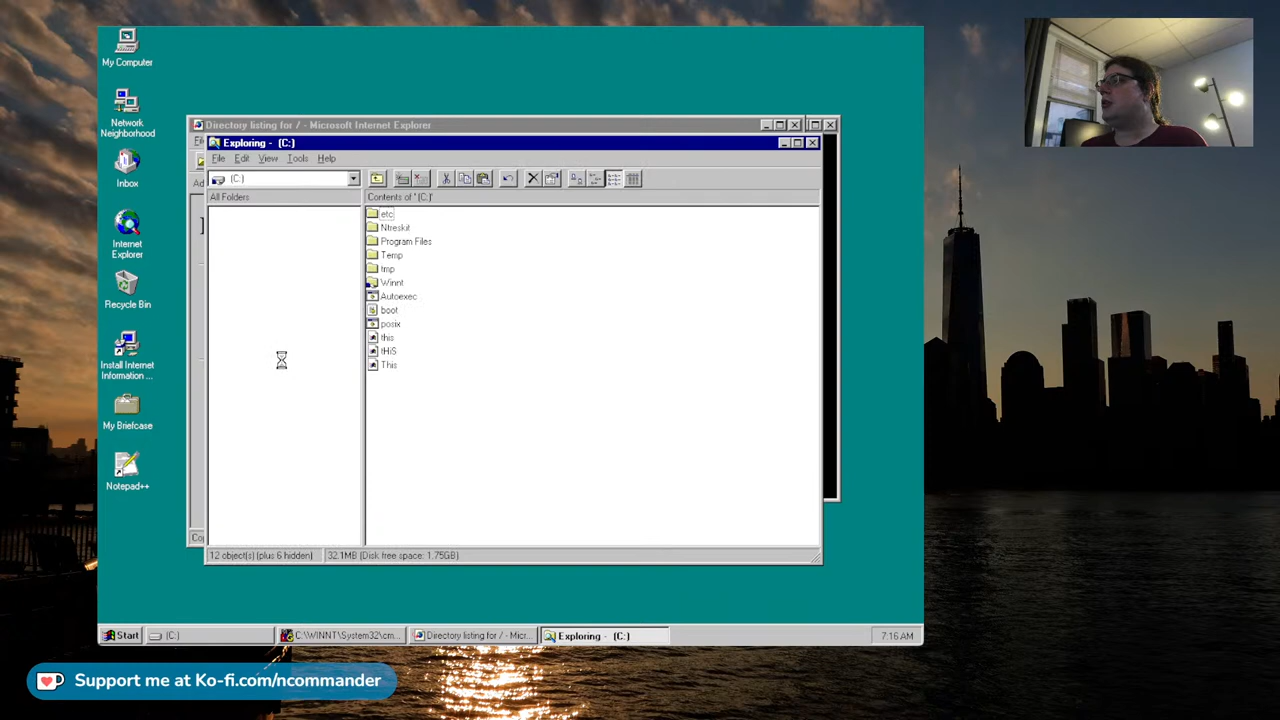 My Computer
Network
Neighborhood
Inbox
Internet
Explorer
Recycle Bin
Install Internet
Information ...
My Briefcase
Notepad++
Directory listing for / - Microsoft Internet Explorer
Exploring - (C:)
File Edit View Tools Help
(C:)
All Folders
Contents of '(C:)'
etc
Ntreskit
Program Files
Temp
tmp
Winnt
Autoexec
boot
posix
this
tHiS
This
12 object(s) (plus 6 hidden)
32.1MB (Disk free space: 1.75GB)
Start
(C:)
C:\WINNT\System32\cm...
Directory listing for / - Micr...
Exploring - (C:)
7:16 AM
Support me at Ko-fi.com/ncommander